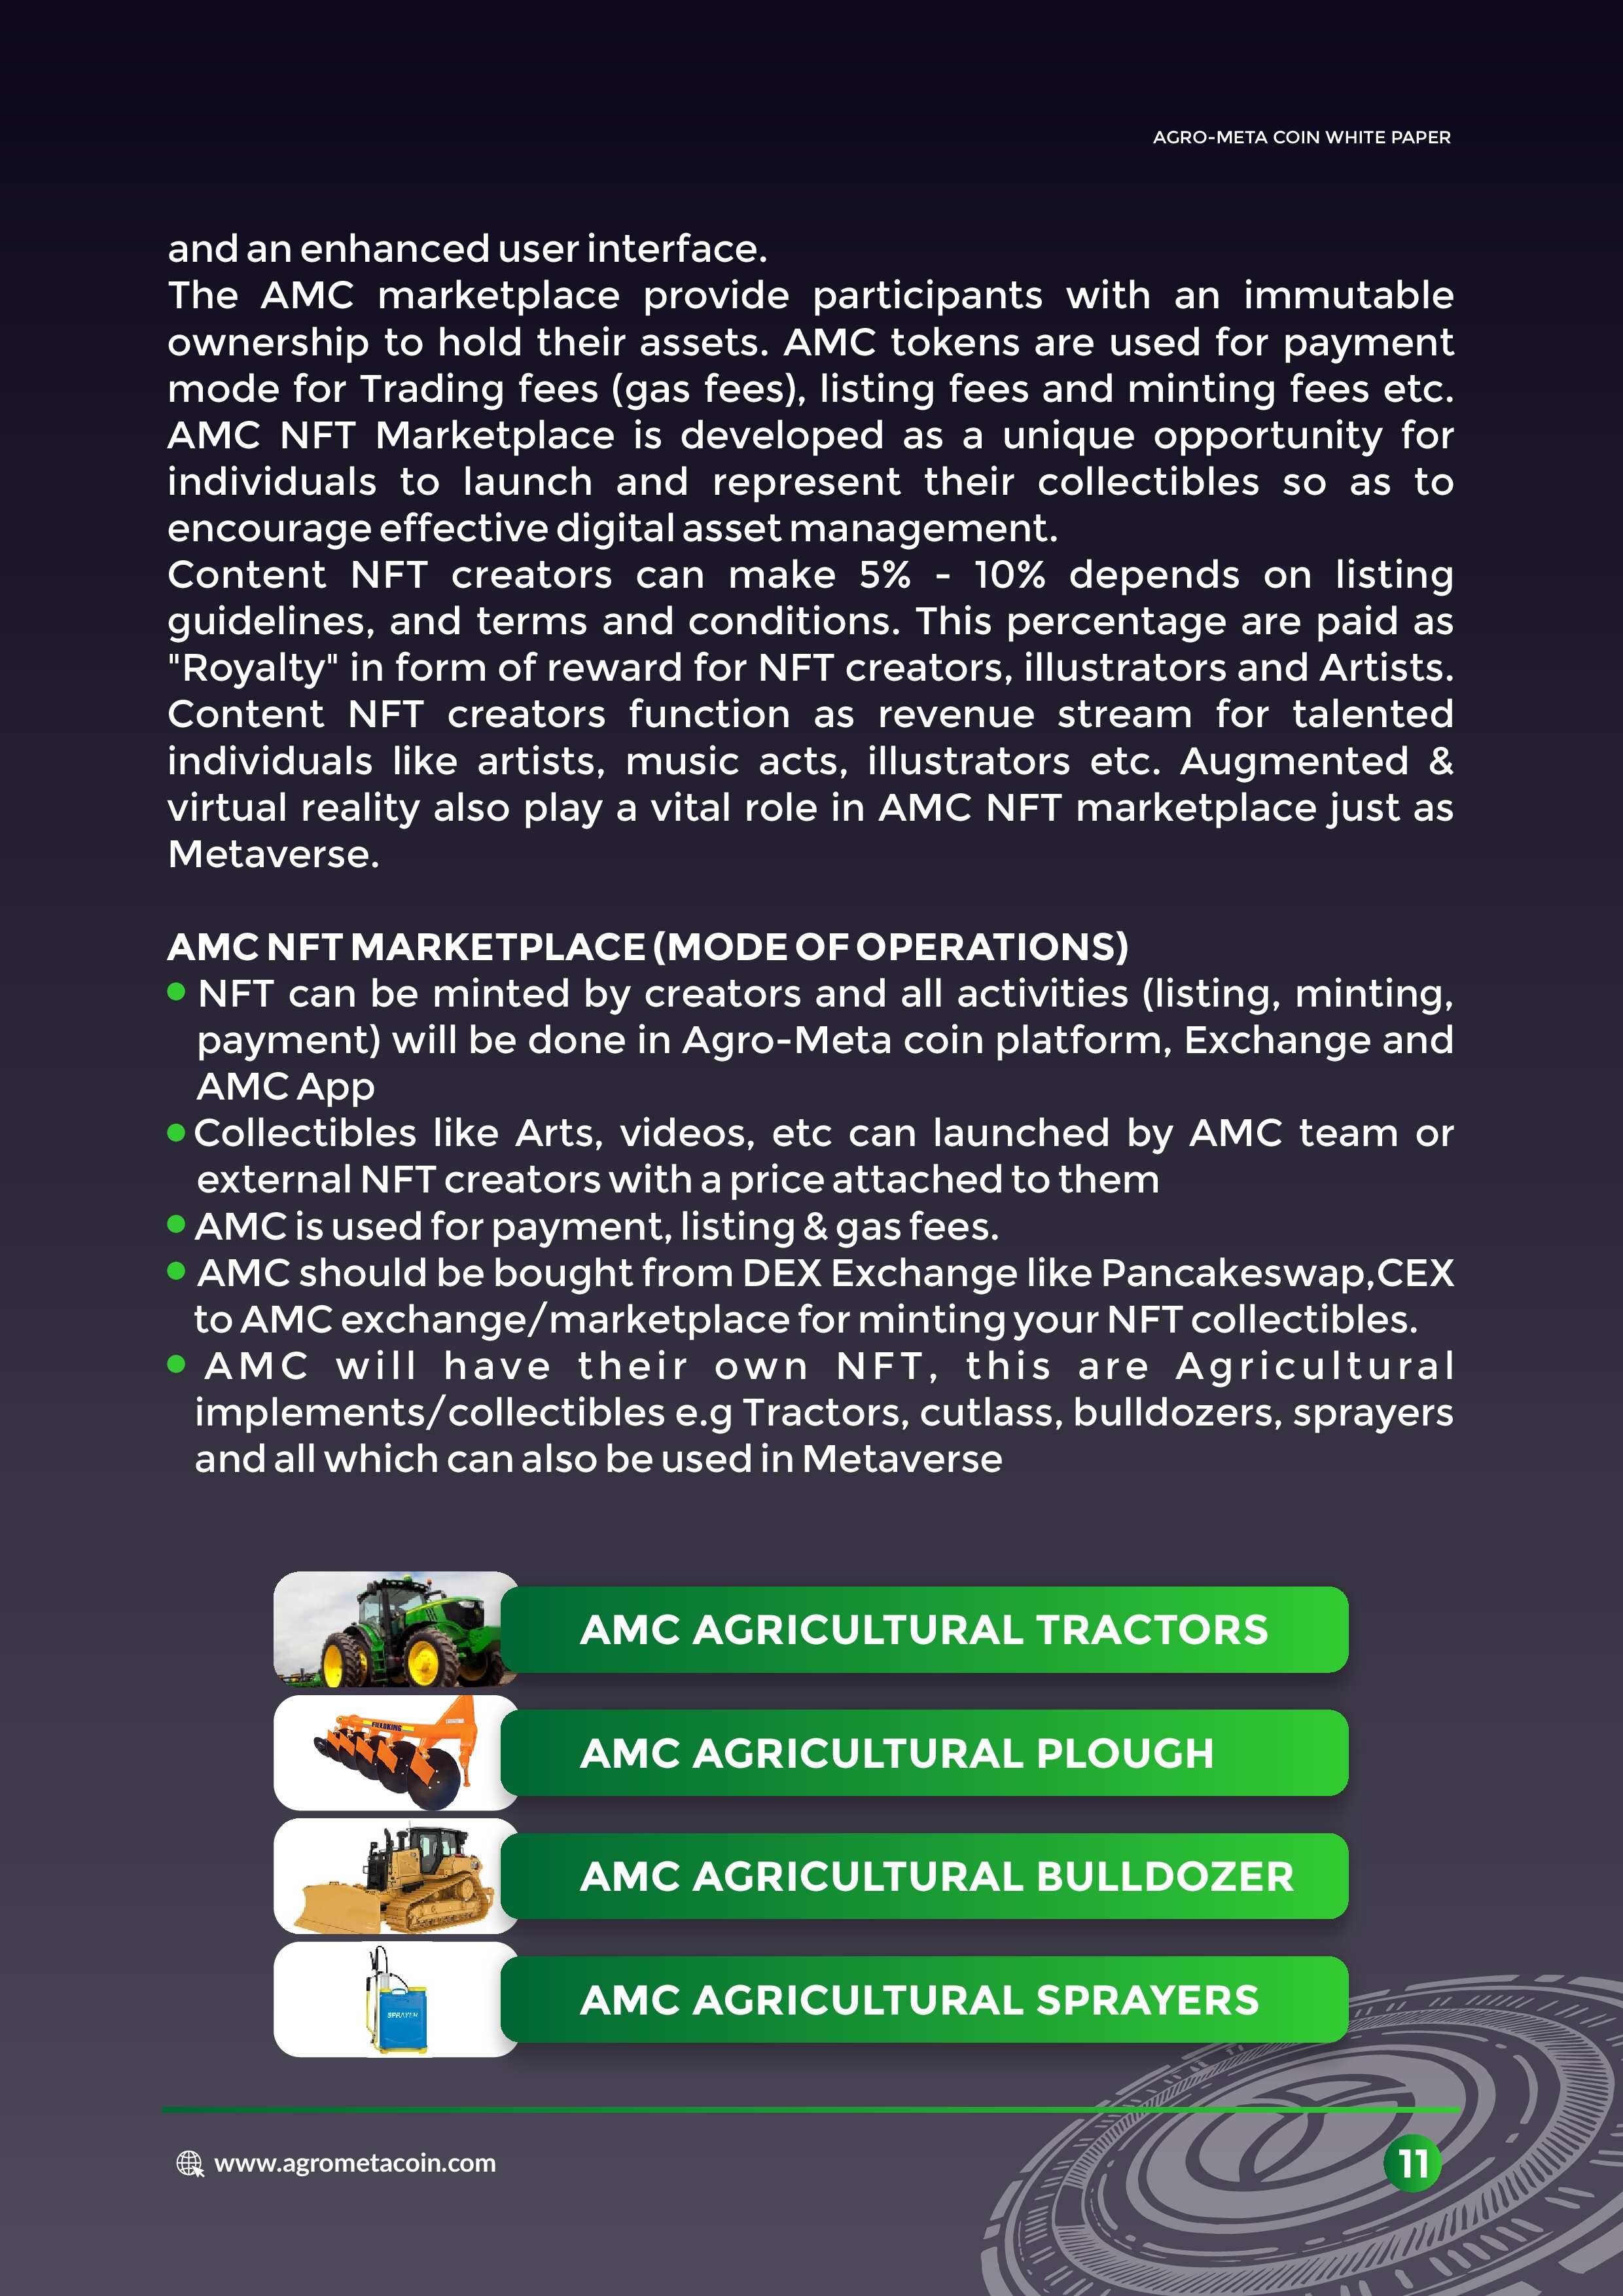 AGRO-META COIN WHITE PAPER
and an enhanced user interface.
The AMC marketplace provide participants with an immutable
ownership to hold their assets. AMC tokens are used for payment
mode for Trading fees (gas fees), listing fees and minting fees etc.
AMC NFT Marketplace is developed as a unique opportunity for
individuals to launch and represent their collectibles so as to
encourage effective digital asset management.
Content NFT creators can make 5% - 10% depends on listing
guidelines, and terms and conditions. This percentage are paid as
"Royalty" in form of reward for NFT creators, illustrators and Artists.
Content NFT creators function as revenue stream for talented
individuals like artists, music acts, illustrators etc. Augmented &
virtual reality also play a vital role in AMC NFT marketplace just as
Metaverse.
AMC NFT MARKETPLACE (MODE OF OPERATIONS)
● NFT can be minted by creators and all activities (listing, minting,
payment) will be done in Agro-Meta coin platform, Exchange and
AMC App
● Collectibles like Arts, videos, etc can launched by AMC team or
external NFT creators with a price attached to them
● AMC is used for payment, listing & gas fees.
● AMC should be bought from DEX Exchange like Pancakeswap,CEX
to AMC exchange/marketplace for minting your NFT collectibles.
● AMC will have their own NFT, this are Agricultural
implements/collectibles e.g Tractors, cutlass, bulldozers, sprayers
and all which can also be used in Metaverse
AMC AGRICULTURAL TRACTORS
FIELDKING
AMC AGRICULTURAL PLOUGH
AMC AGRICULTURAL BULLDOZER
SPRAYER
AMC AGRICULTURAL SPRAYERS
www.agrometacoin.com
11